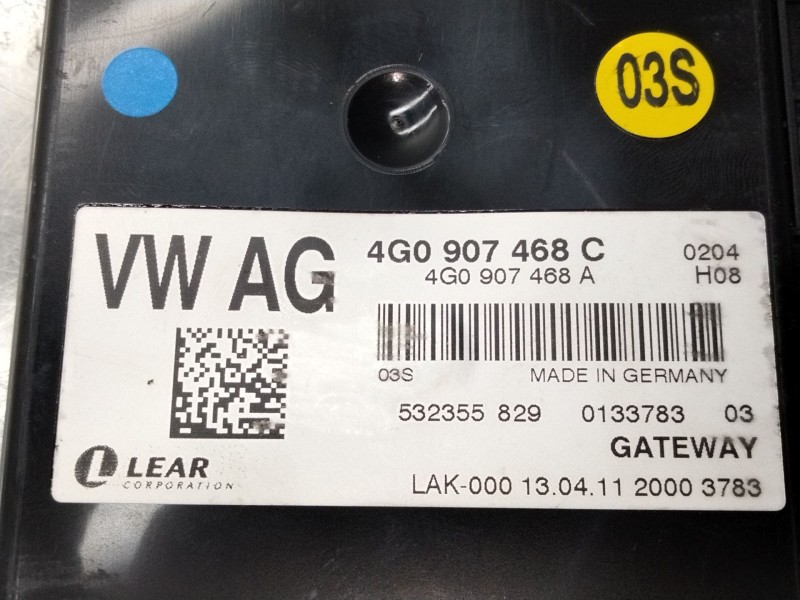 03S
VW AG
4G0 907 468 C 0204
4G0 907 468 A H08
03S MADE IN GERMANY
532355 829 0133783 03
GATEWAY
LEAR
CORPORATION
LAK-000 13.04.11 2000 3783